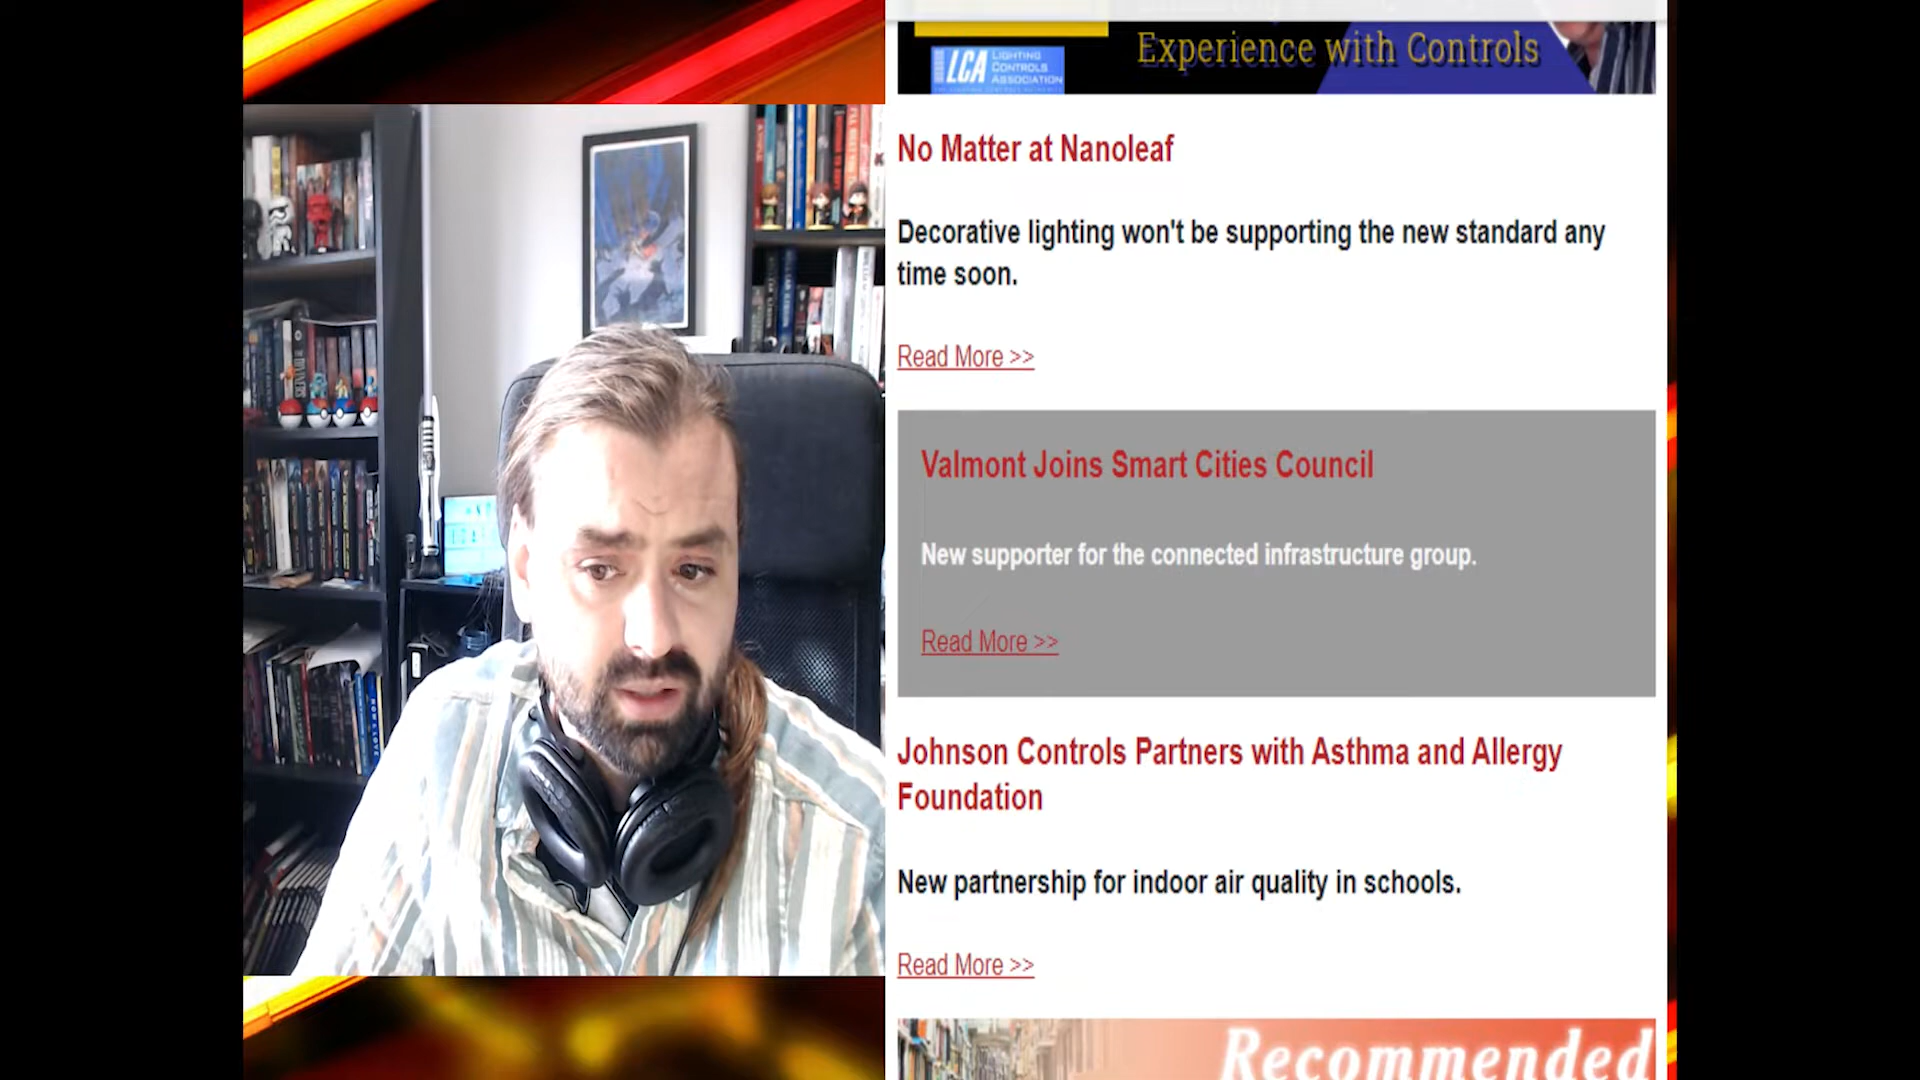 Experience with Controls
LCA LIGHTING
CONTROLS
ASSOCIATION
No Matter at Nanoleaf
Decorative lighting won't be supporting the new standard any
time soon.
Read More >>
Valmont Joins Smart Cities Council
New supporter for the connected infrastructure group.
Read More >>
Johnson Controls Partners with Asthma and Allergy
Foundation
New partnership for indoor air quality in schools.
Read More >>
Recommended